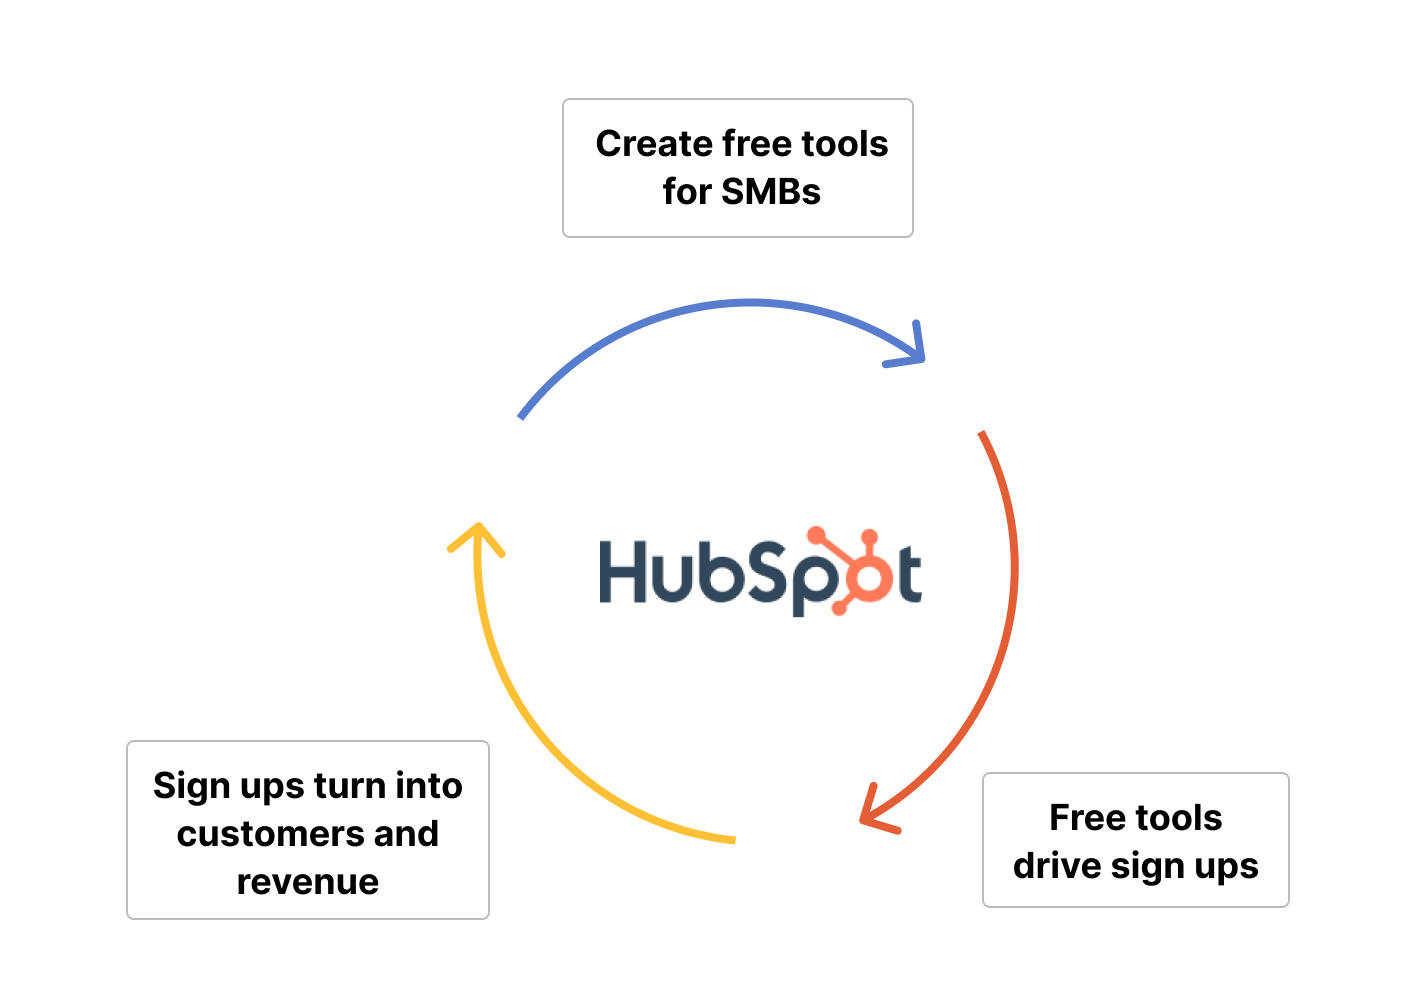 Create free tools
for SMBs
HubSpot
Sign ups turn into
customers and
revenue
Free tools
drive sign ups